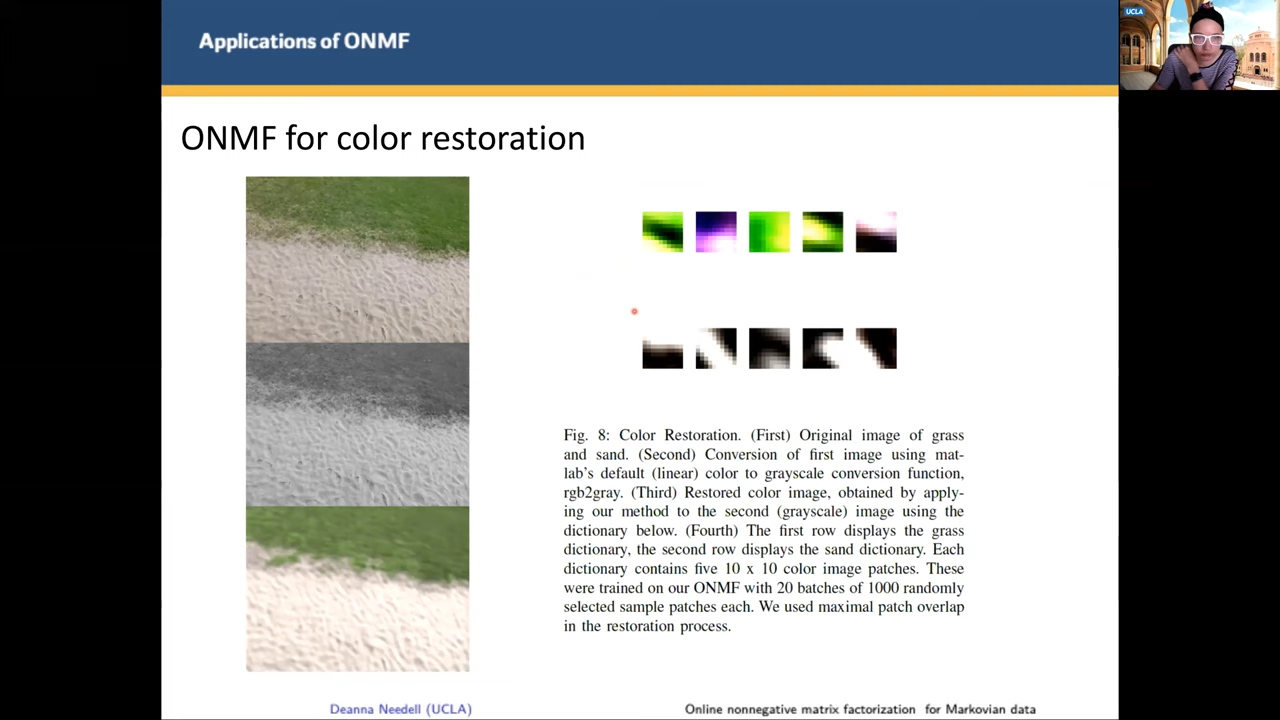 Applications of ONMF
UCLA
ONMF for color restoration
Fig. 8: Color Restoration. (First) Original image of grass
and sand. (Second) Conversion of first image using mat-
lab's default (linear) color to grayscale conversion function,
rgb2gray. (Third) Restored color image, obtained by apply-
ing our method to the second (grayscale) image using the
dictionary below. (Fourth) The first row displays the grass
dictionary, the second row displays the sand dictionary. Each
dictionary contains five 10 x 10 color image patches. These
were trained on our ONMF with 20 batches of 1000 randomly
selected sample patches each. We used maximal patch overlap
in the restoration process.
Deanna Needell (UCLA)
Online nonnegative matrix factorization for Markovian data